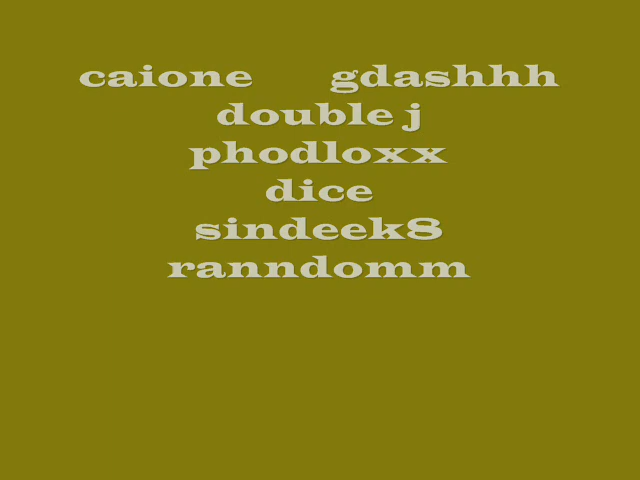 caione gdashhh
double j
phodloxx
dice
sindeek8
ranndomm